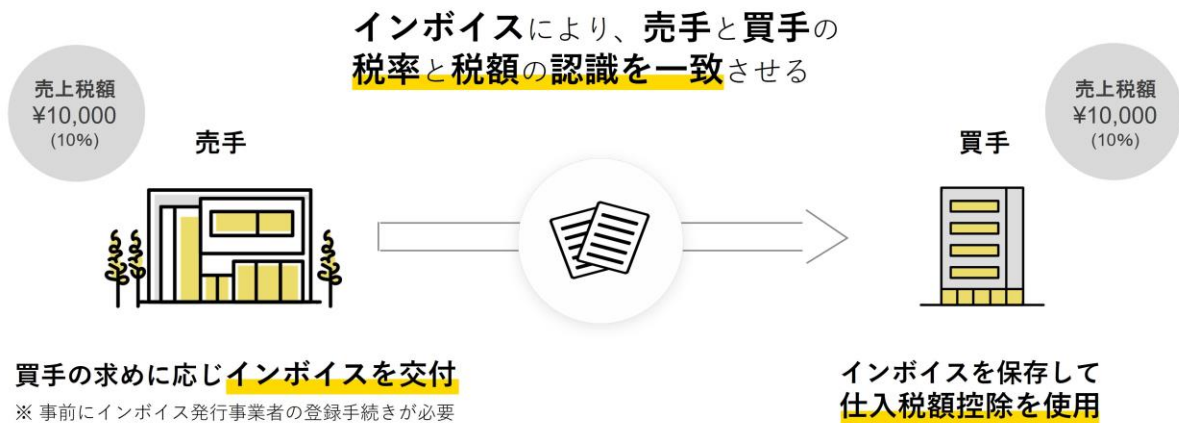 インボイスにより、売手と買手の
税率と税額の認識を一致させる
売上税額
¥10,000
(10%)
売手
売上税額
¥10,000
(10%)
買手
買手の求めに応じインボイスを交付
※ 事前にインボイス発行事業者の登録手続きが必要
インボイスを保存して
仕入税額控除を使用